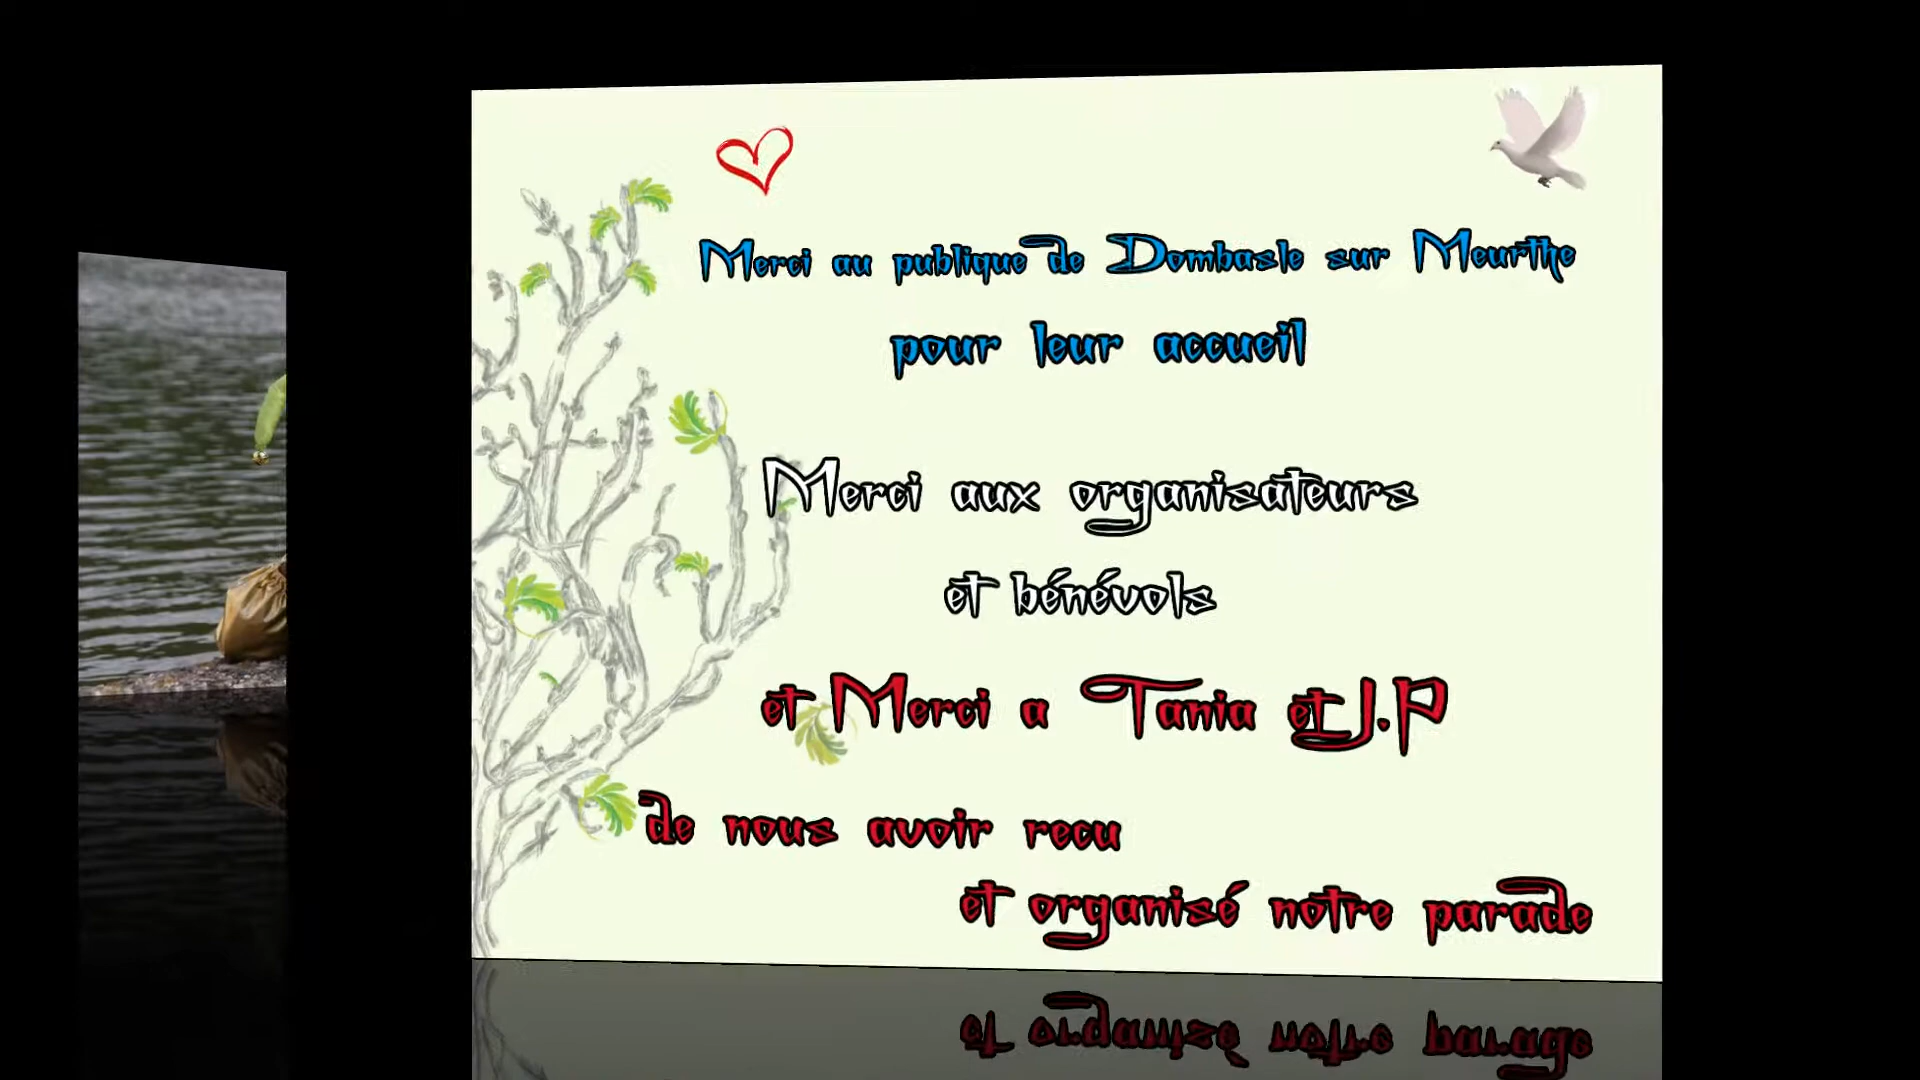 Merci au publique de Dombasle sur Meurthe
pour leur accueil
Merci aux organisateurs
et bénévols
et Merci a Tania et J.P
de nous avoir recu
et organisé notre parade